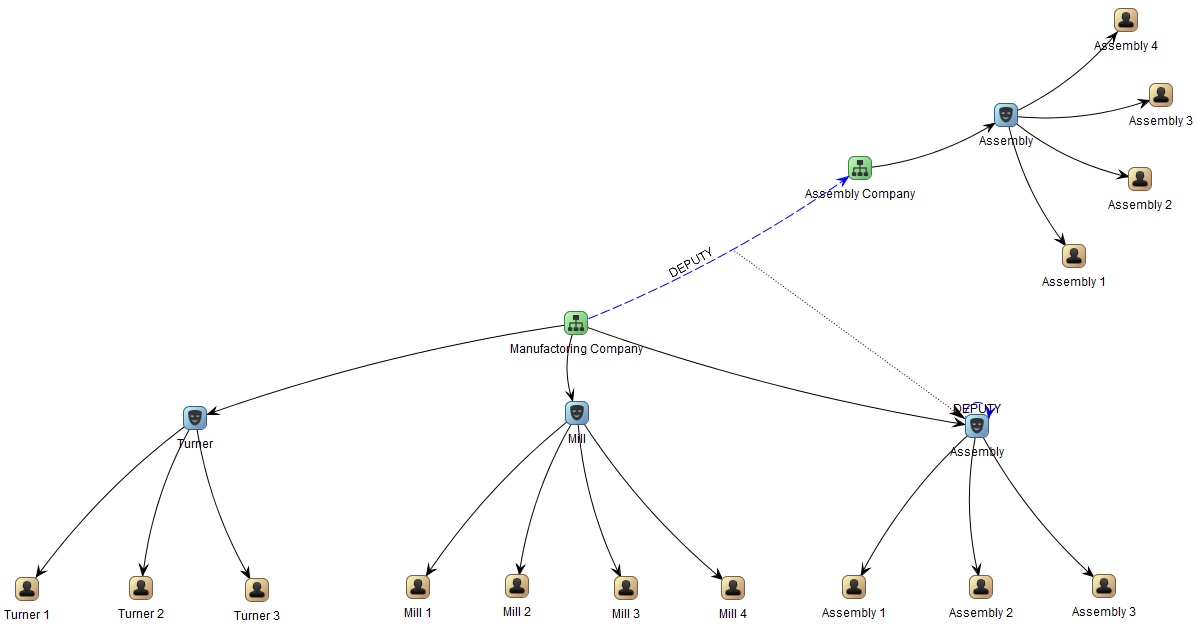 Assembly 4
Assembly 3
Assembly
Assembly Company
Assembly 2
DEPUTY
Assembly 1
Manufactoring Company
DEPUTY
Turner
Mill
Assembly
Turner 1
Turner 2
Turner 3
Mill 1
Mill 2
Mill 3
Mill 4
Assembly 1
Assembly 2
Assembly 3